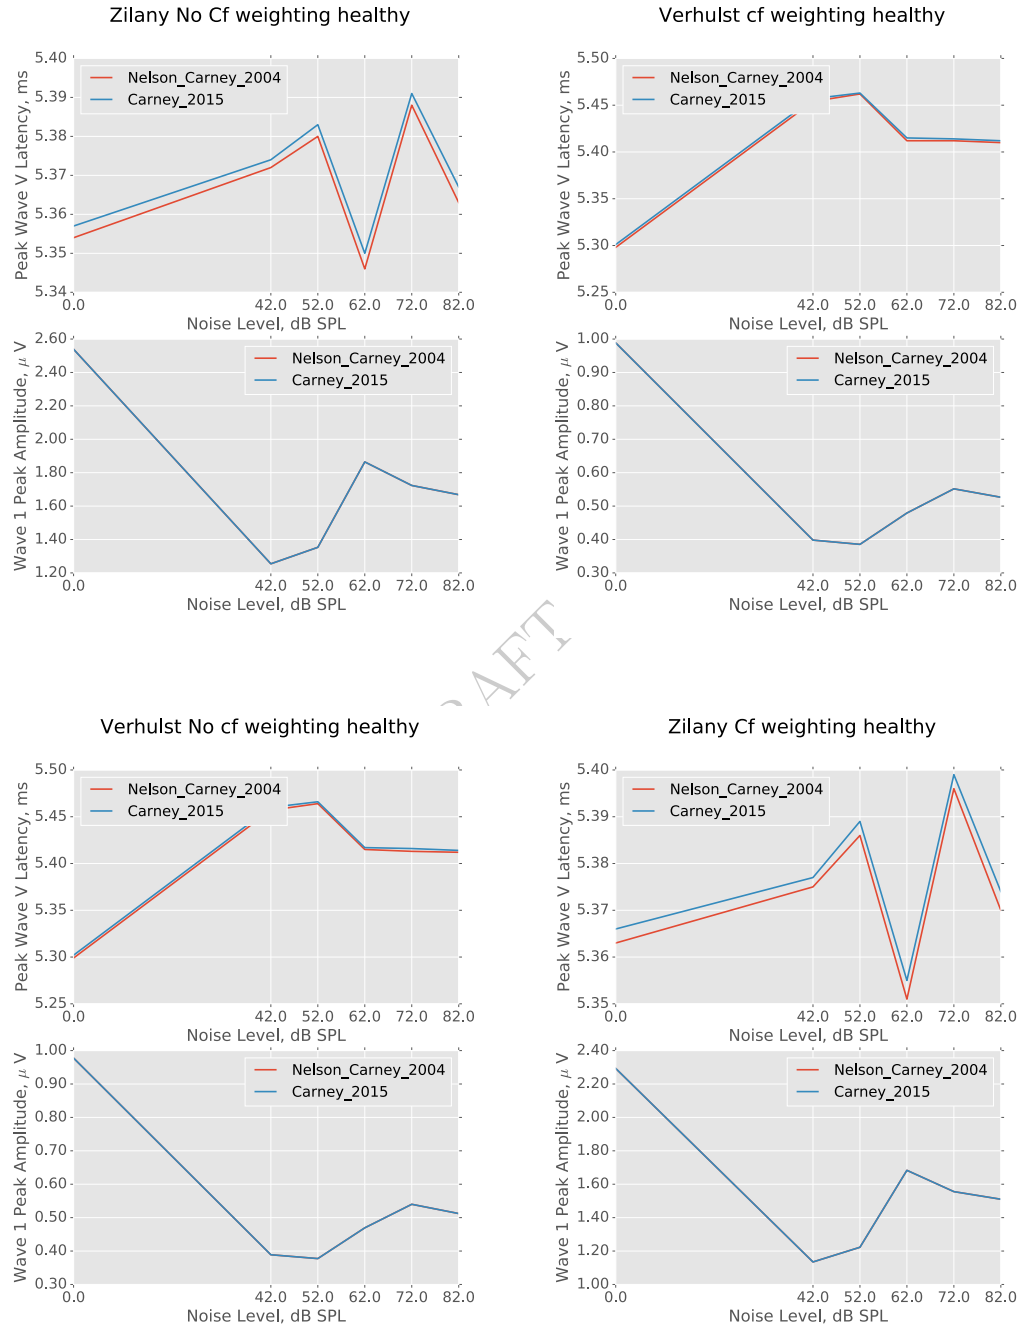 Zilany No Cf weighting healthy
5.40
5.39
5.38
5.37
5.36
5.35
5.34
Peak Wave V Latency, ms
Nelson_Carney_2004
Carney_2015
0.0 42.0 52.0 62.0 72.0 82.0
Noise Level, dB SPL
2.60
2.40
2.20
2.00
1.80
1.60
1.40
1.20
Wave 1 Peak Amplitude, μ V
Nelson_Carney_2004
Carney_2015
0.0 42.0 52.0 62.0 72.0 82.0
Noise Level, dB SPL
Verhulst cf weighting healthy
5.50
5.45
5.40
5.35
5.30
5.25
Peak Wave V Latency, ms
Nelson_Carney_2004
Carney_2015
0.0 42.0 52.0 62.0 72.0 82.0
Noise Level, dB SPL
1.00
0.90
0.80
0.70
0.60
0.50
0.40
0.30
Wave 1 Peak Amplitude, μ V
Nelson_Carney_2004
Carney_2015
0.0 42.0 52.0 62.0 72.0 82.0
Noise Level, dB SPL
RAFT
Verhulst No cf weighting healthy
5.50
5.45
5.40
5.35
5.30
5.25
Peak Wave V Latency, ms
Nelson_Carney_2004
Carney_2015
0.0 42.0 52.0 62.0 72.0 82.0
Noise Level, dB SPL
1.00
0.90
0.80
0.70
0.60
0.50
0.40
0.30
Wave 1 Peak Amplitude, μ V
Nelson_Carney_2004
Carney_2015
0.0 42.0 52.0 62.0 72.0 82.0
Noise Level, dB SPL
Zilany Cf weighting healthy
5.40
5.39
5.38
5.37
5.36
5.35
Peak Wave V Latency, ms
Nelson_Carney_2004
Carney_2015
0.0 42.0 52.0 62.0 72.0 82.0
Noise Level, dB SPL
2.40
2.20
2.00
1.80
1.60
1.40
1.20
1.00
Wave 1 Peak Amplitude, μ V
Nelson_Carney_2004
Carney_2015
0.0 42.0 52.0 62.0 72.0 82.0
Noise Level, dB SPL